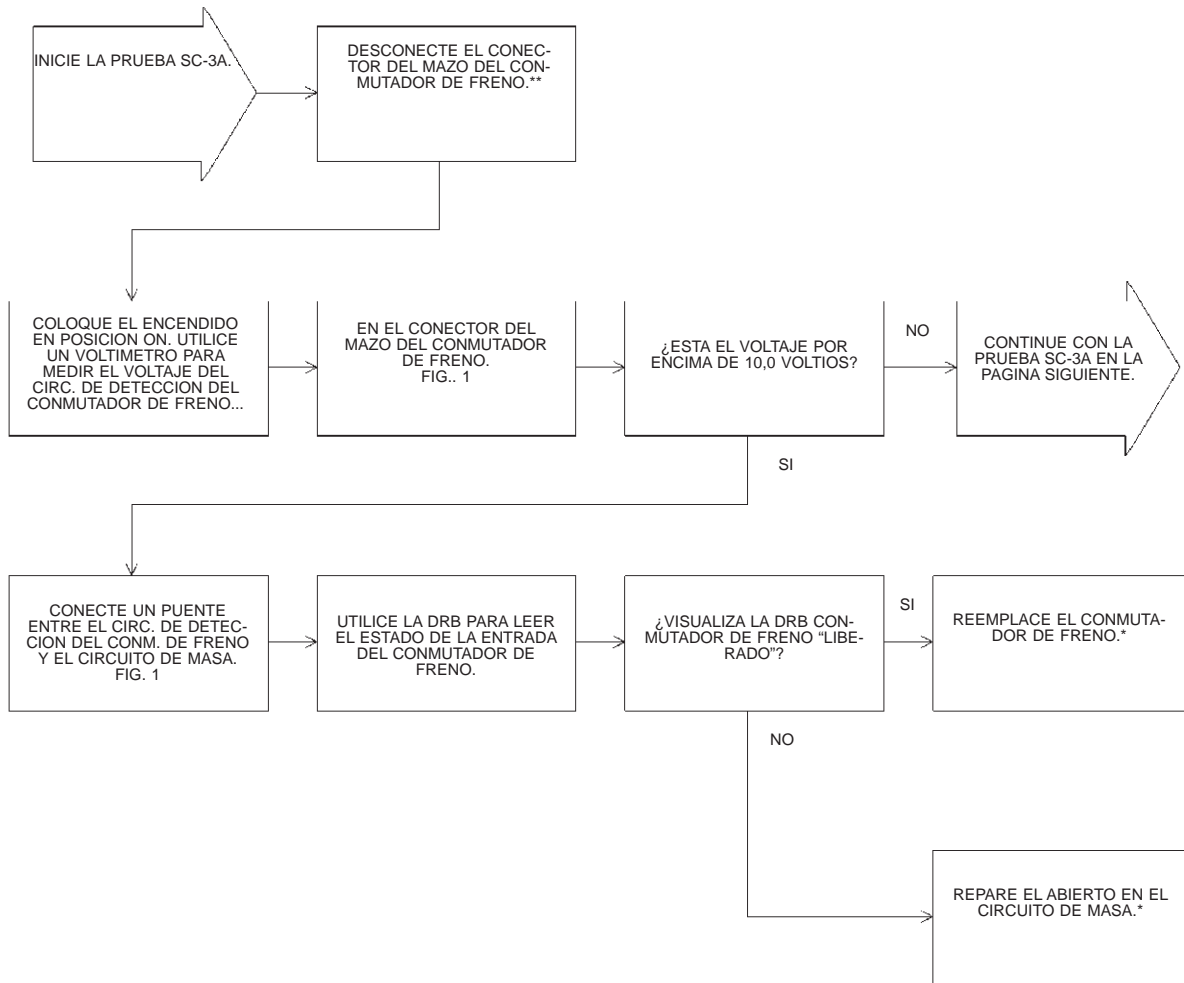 INICIE LA PRUEBA SC-3A.
DESCONECTE EL CONEC-
TOR DEL MAZO DEL CON-
MUTADOR DE FRENO.**
COLOQUE EL ENCENDIDO
EN POSICION ON. UTILICE
UN VOLTIMETRO PARA
MEDIR EL VOLTAJE DEL
CIRC. DE DETECCION DEL
CONMUTADOR DE FRENO...
EN EL CONECTOR DEL
MAZO DEL CONMUTADOR
DE FRENO.
FIG.. 1
¿ESTA EL VOLTAJE POR
ENCIMA DE 10,0 VOLTIOS?
NO
CONTINUE CON LA
PRUEBA SC-3A EN LA
PAGINA SIGUIENTE.
SI
CONECTE UN PUENTE
ENTRE EL CIRC. DE DETEC-
CION DEL CONM. DE FRENO
Y EL CIRCUITO DE MASA.
FIG. 1
UTILICE LA DRB PARA LEER
EL ESTADO DE LA ENTRADA
DEL CONMUTADOR DE
FRENO.
¿VISUALIZA LA DRB CON-
MUTADOR DE FRENO “LIBE-
RADO”?
SI
REEMPLACE EL CONMUTA-
DOR DE FRENO.*
NO
REPARE EL ABIERTO EN EL
CIRCUITO DE MASA.*